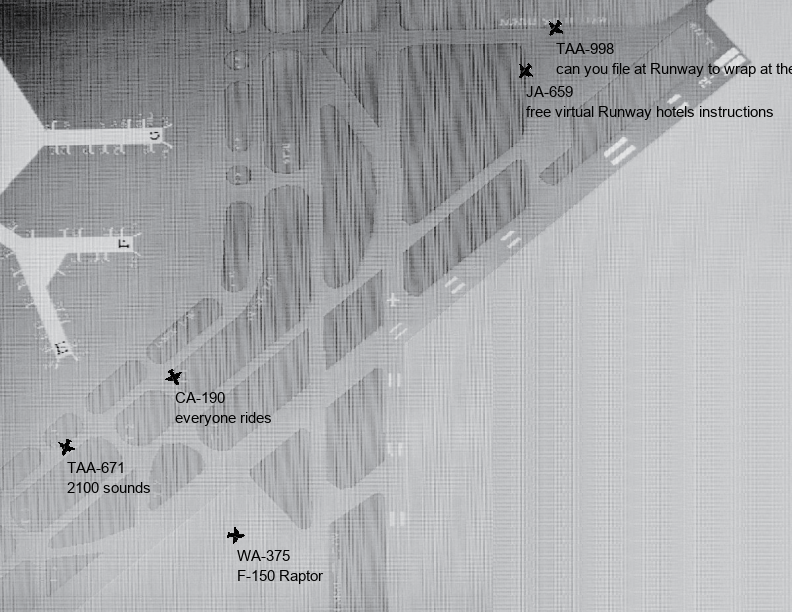 TAA-998
can you file at Runway to wrap at the
JA-659
free virtual Runway hotels instructions
G
F
E
CA-190
everyone rides
TAA-671
2100 sounds
WA-375
F-150 Raptor